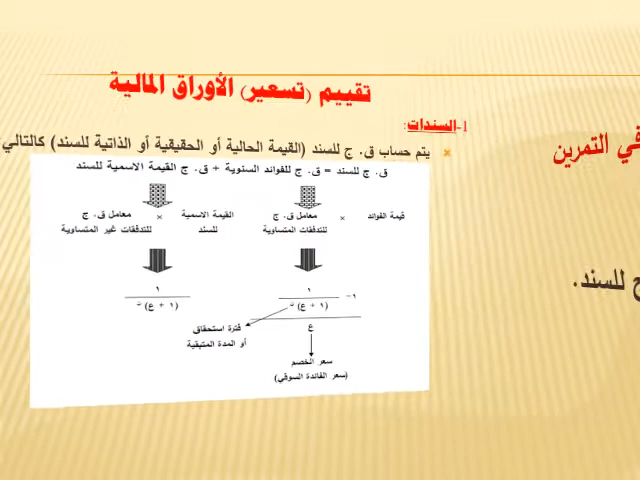 تقييم (تسعير) الأوراق المالية
1-السندات:
يتم حساب ق. ج للسند (القيمة الحالية أو الحقيقية أو الذاتية للسند) كالتالي:
ق. ج للسند = ق. ج للفوائد السنوية + ق. ج القيمة الاسمية للسند
قيمة الفوائد × معامل ق. ج للتدفقات المتساوية
القيمة الاسمية للسند × معامل ق. ج للتدفقات غير المتساوية
١ - ١
(١ + ع) ن
ع
١
(١ + ع) ن
فترة استحقاق
أو المدة المتبقية
سعر الخصم
(سعر الفائدة السوقي)
في التمرين
للسند.